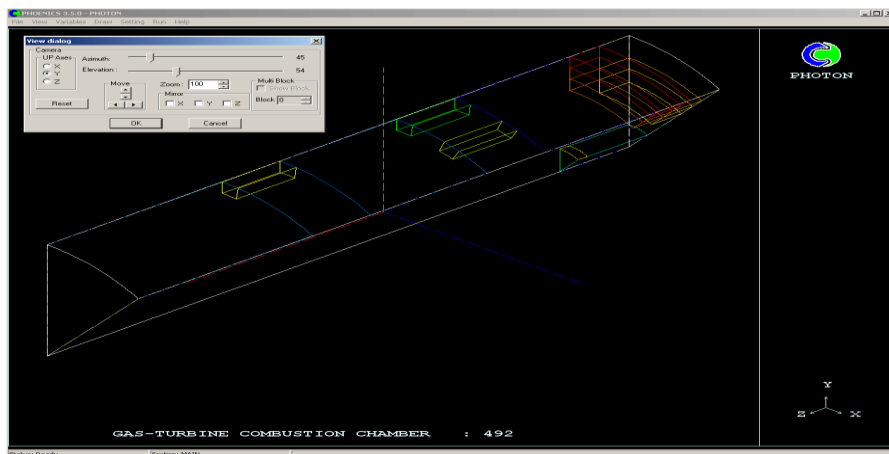 PHOENICS 3.5.0 - PHOTON
File View Variables Draw Setting Run Help
View dialog
Camera
UP Axes
X
Y
Z
Azimuth: 45
Elevation : 54
Move
Zoom : 100
Mirror
X Y Z
Multi Block
Show Block
Block 0
Reset
OK Cancel
PHOTON
Y
Z X
GAS-TURBINE COMBUSTION CHAMBER : 492